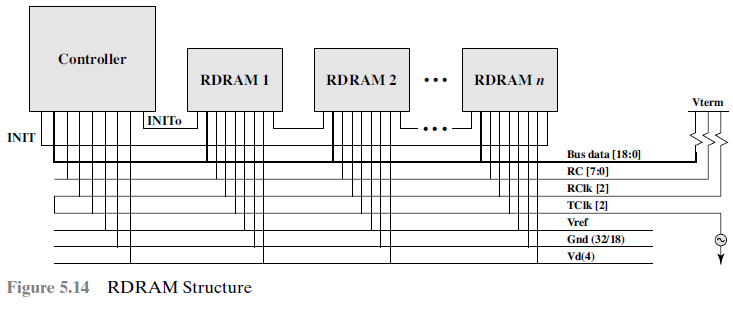 Controller
RDRAM 1
RDRAM 2
RDRAM n
Vterm
INIT
INITo
Bus data [18:0]
RC [7:0]
RClk [2]
TClk [2]
Vref
Gnd (32/18)
Vd(4)
Figure 5.14 RDRAM Structure